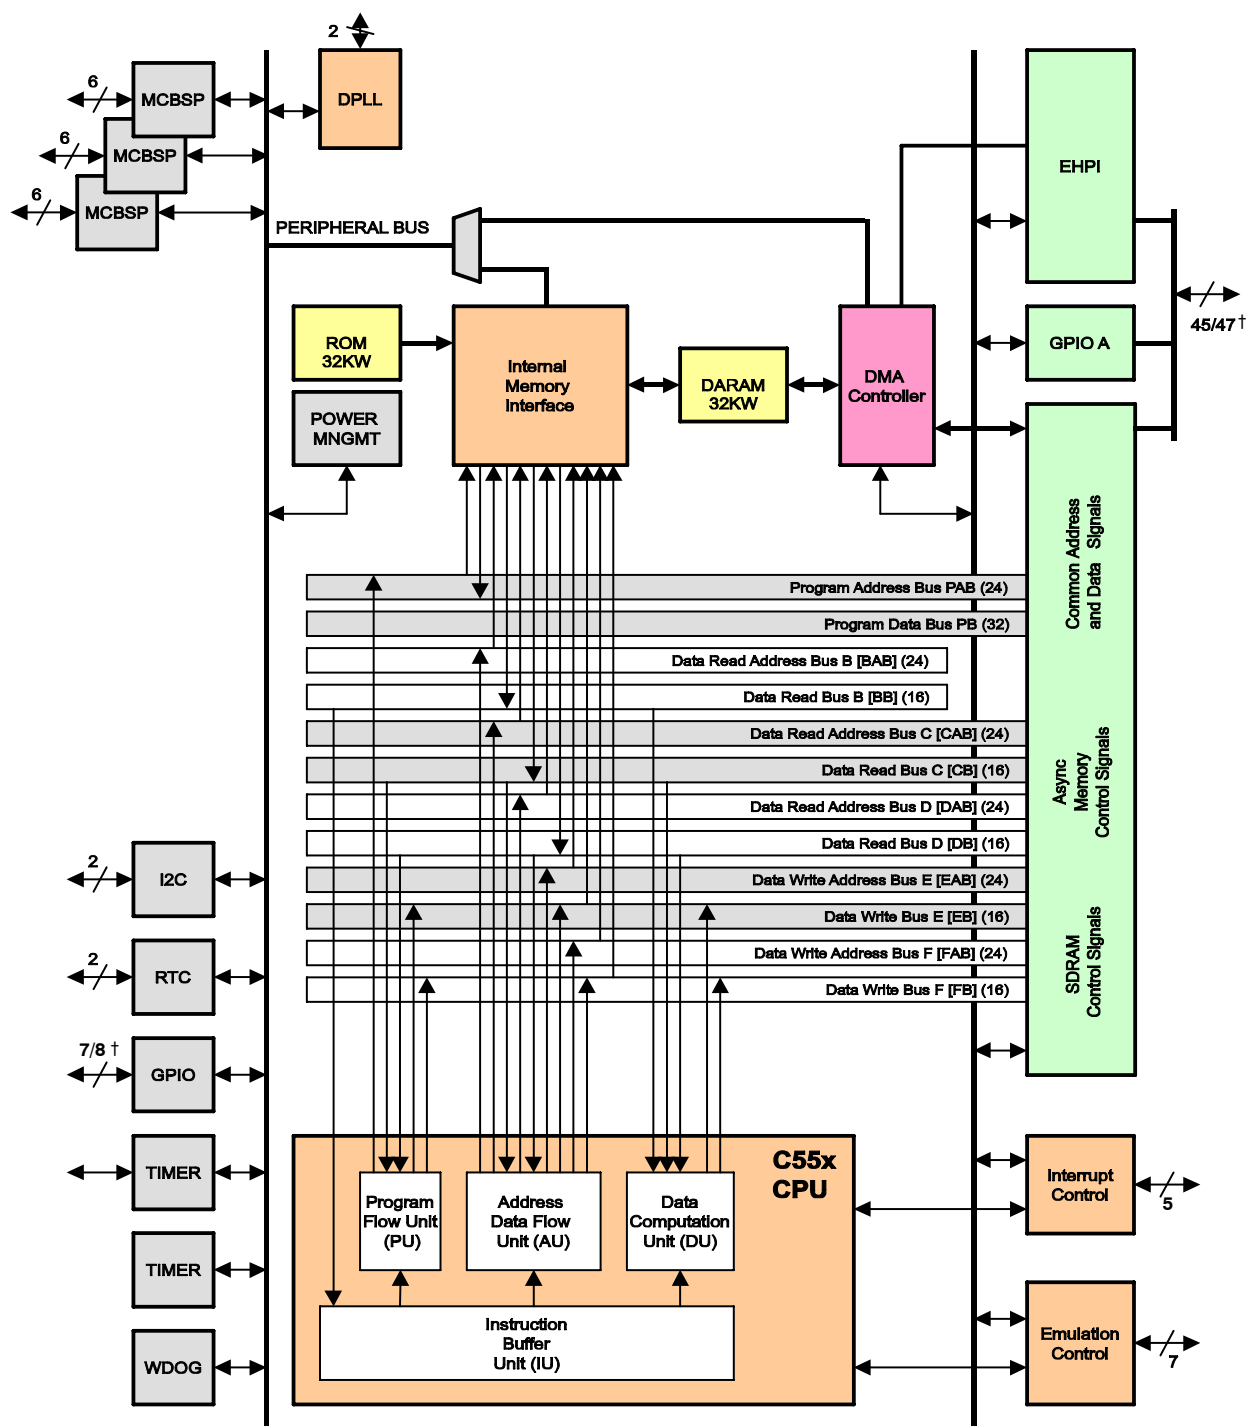 2
DPLL
6
MCBSP
6
MCBSP
6
MCBSP
PERIPHERAL BUS
EHPI
45/47†
GPIO A
ROM
32KW
Internal
Memory
Interface
DARAM
32KW
DMA
Controller
POWER
MNGMT
Common Address
and Data Signals
Async
Memory
Control Signals
SDRAM
Control Signals
Program Address Bus PAB (24)
Program Data Bus PB (32)
Data Read Address Bus B [BAB] (24)
Data Read Bus B [BB] (16)
Data Read Address Bus C [CAB] (24)
Data Read Bus C [CB] (16)
Data Read Address Bus D [DAB] (24)
Data Read Bus D [DB] (16)
Data Write Address Bus E [EAB] (24)
Data Write Bus E [EB] (16)
Data Write Address Bus F [FAB] (24)
Data Write Bus F [FB] (16)
2
I2C
2
RTC
7/8 †
GPIO
TIMER
TIMER
WDOG
C55x
CPU
Program
Flow Unit
(PU)
Address
Data Flow
Unit (AU)
Data
Computation
Unit (DU)
Instruction
Buffer
Unit (IU)
Interrupt
Control
5
Emulation
Control
7